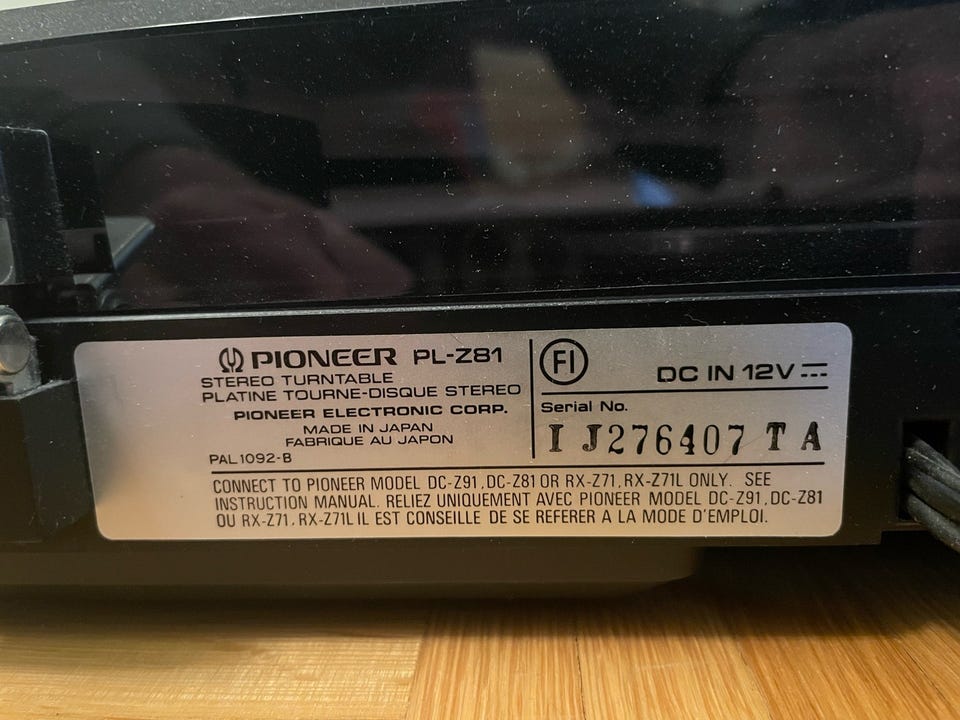 PIONEER PL-Z81
STEREO TURNTABLE
PLATINE TOURNE-DISQUE STEREO
PIONEER ELECTRONIC CORP.
MADE IN JAPAN
FABRIQUE AU JAPON
PAL1092-B
FI
DC IN 12V
Serial No.
I J276407 T A
CONNECT TO PIONEER MODEL DC-Z91, DC-Z81 OR RX-Z71, RX-Z71L ONLY. SEE
INSTRUCTION MANUAL. RELIEZ UNIQUEMENT AVEC PIONEER MODEL DC-Z91, DC-Z81
OU RX-Z71, RX-Z71L IL EST CONSEILLE DE SE REFERER A LA MODE D'EMPLOI.